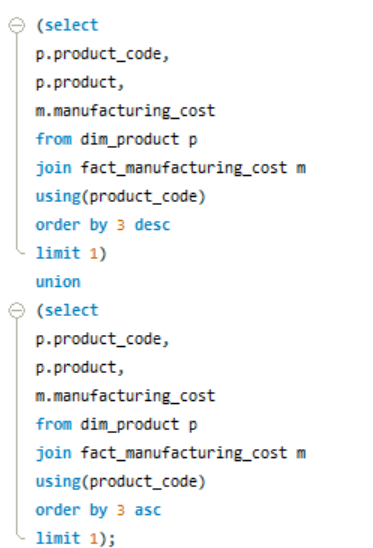 (select
p.product_code,
p.product,
m.manufacturing_cost
from dim_product p
join fact_manufacturing_cost m
using(product_code)
order by 3 desc
limit 1)
union
(select
p.product_code,
p.product,
m.manufacturing_cost
from dim_product p
join fact_manufacturing_cost m
using(product_code)
order by 3 asc
limit 1);